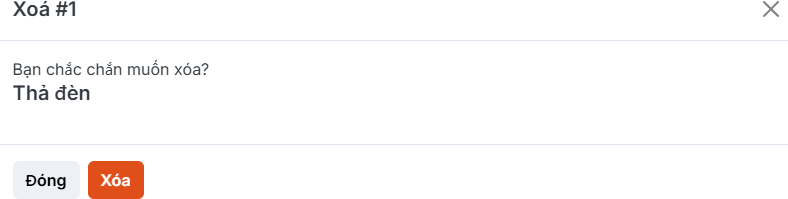 Xoá #1
Bạn chắc chắn muốn xóa?
Thả đèn
Đóng
Xóa